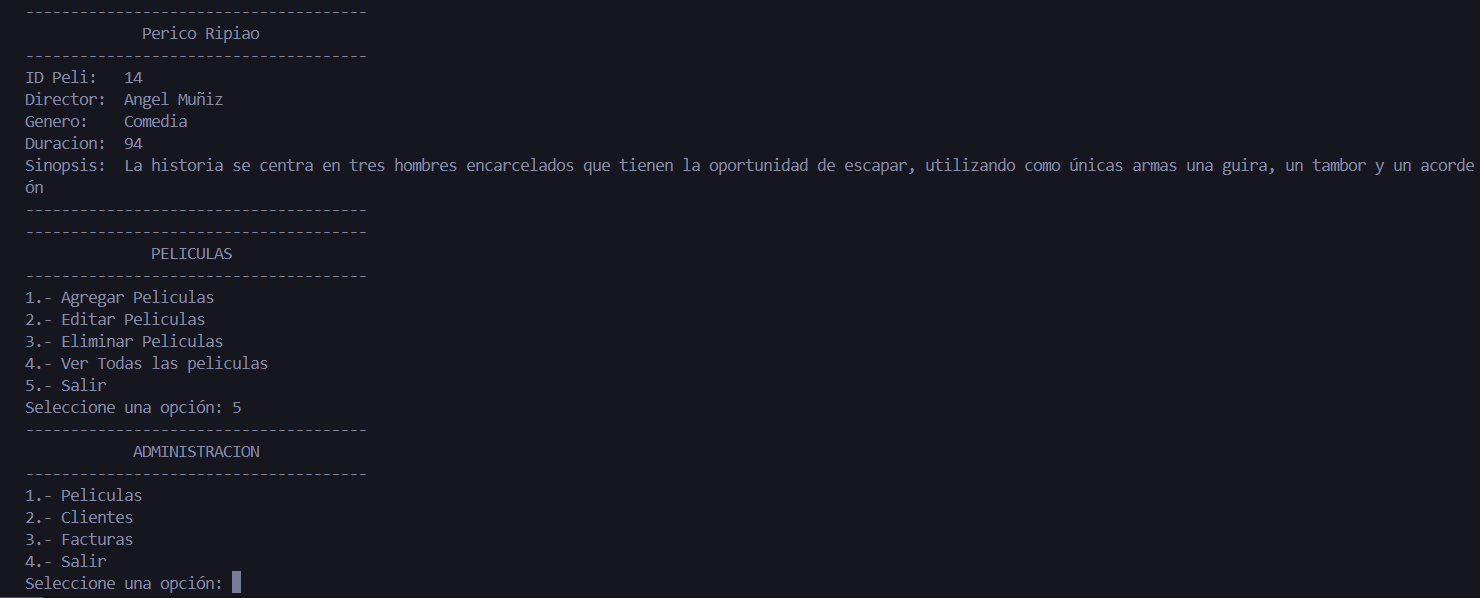 --------------------------------------
Perico Ripiao
--------------------------------------
ID Peli: 14
Director: Angel Muñiz
Genero: Comedia
Duracion: 94
Sinopsis: La historia se centra en tres hombres encarcelados que tienen la oportunidad de escapar, utilizando como únicas armas una guira, un tambor y un acorde
ón
--------------------------------------
--------------------------------------
PELICULAS
--------------------------------------
1.- Agregar Peliculas
2.- Editar Peliculas
3.- Eliminar Peliculas
4.- Ver Todas las peliculas
5.- Salir
Seleccione una opción: 5
--------------------------------------
ADMINISTRACION
--------------------------------------
1.- Peliculas
2.- Clientes
3.- Facturas
4.- Salir
Seleccione una opción: